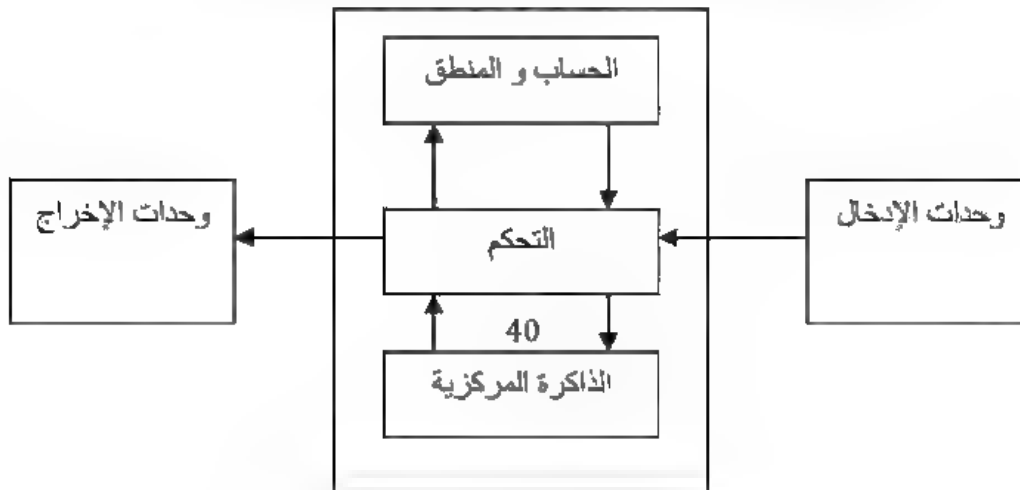 الحساب و المنطق
وحدات الإدخال
التحكم
وحدات الإخراج
40
الذاكرة المركزية